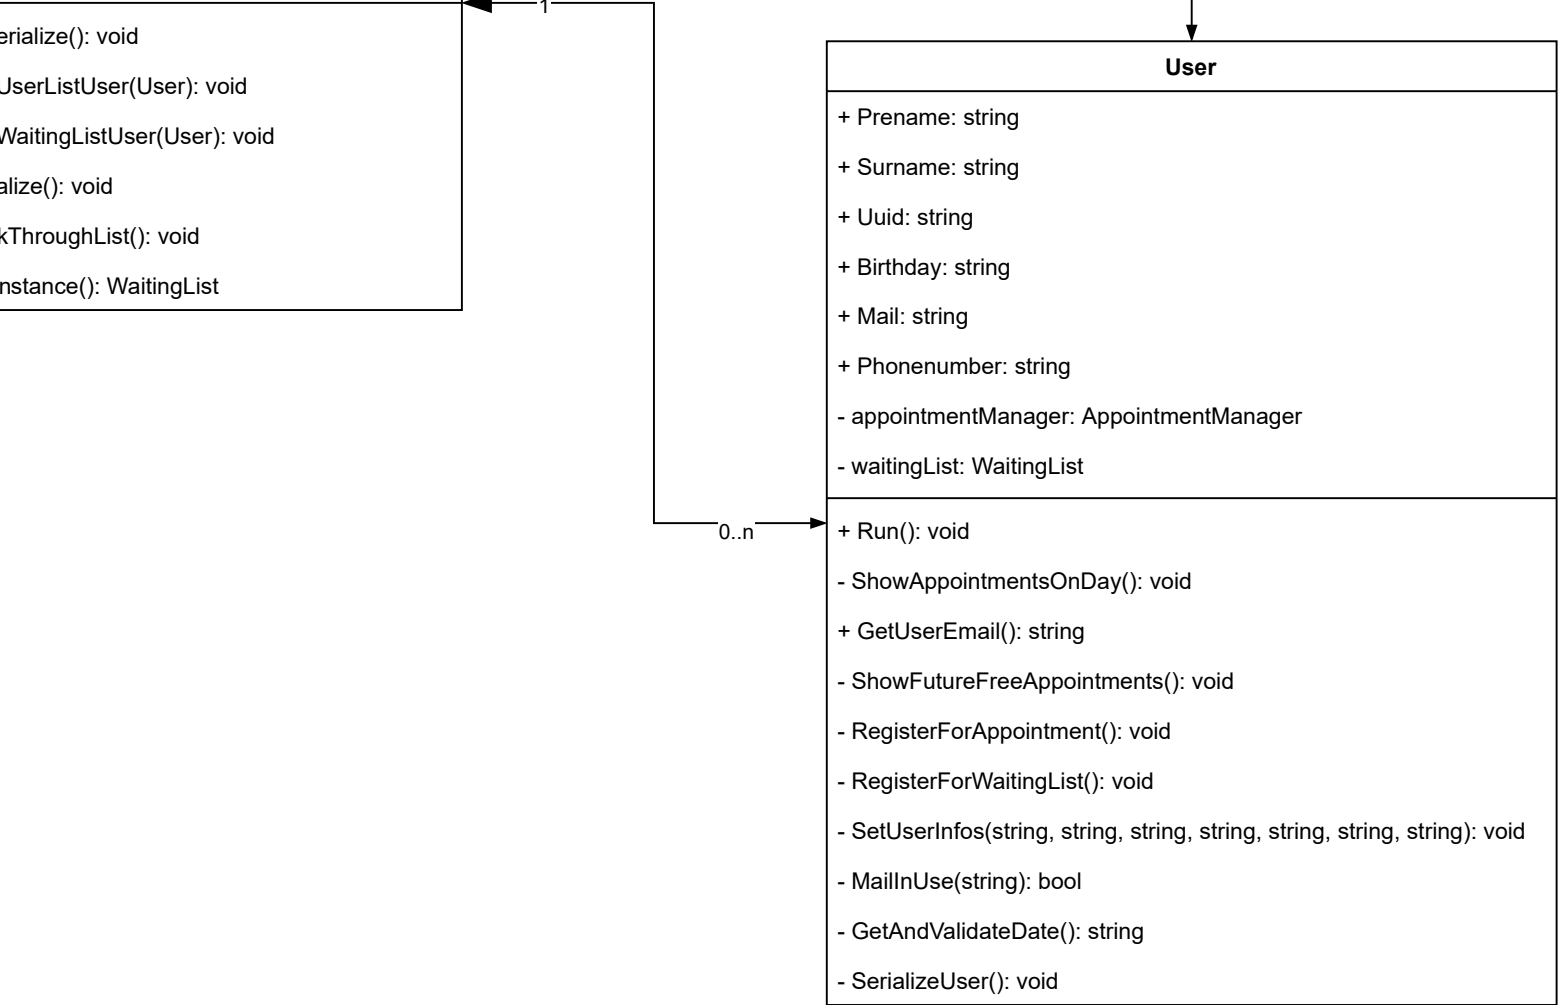 1
erialize(): void
UserListUser(User): void
WaitingListUser(User): void
alize(): void
kThroughList(): void
nstance(): WaitingList
0..n
User
+ Prename: string
+ Surname: string
+ Uuid: string
+ Birthday: string
+ Mail: string
+ Phonenumber: string
- appointmentManager: AppointmentManager
- waitingList: WaitingList
+ Run(): void
- ShowAppointmentsOnDay(): void
+ GetUserEmail(): string
- ShowFutureFreeAppointments(): void
- RegisterForAppointment(): void
- RegisterForWaitingList(): void
- SetUserInfos(string, string, string, string, string, string, string): void
- MailInUse(string): bool
- GetAndValidateDate(): string
- SerializeUser(): void